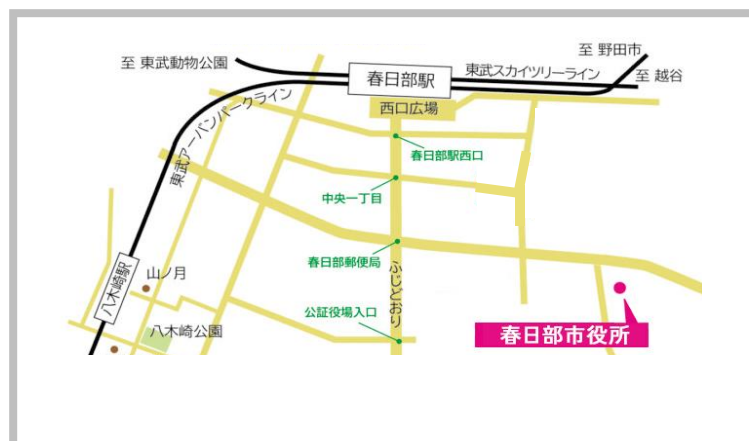 至 野田市
至 東武動物公園
東武スカイツリーライン
至 越谷
春日部駅
西口広場
東武アーバンパークライン
春日部駅西口
中央一丁目
春日部郵便局
ふじどおり
八木崎駅
山ノ月
公証役場入口
八木崎公園
春日部市役所